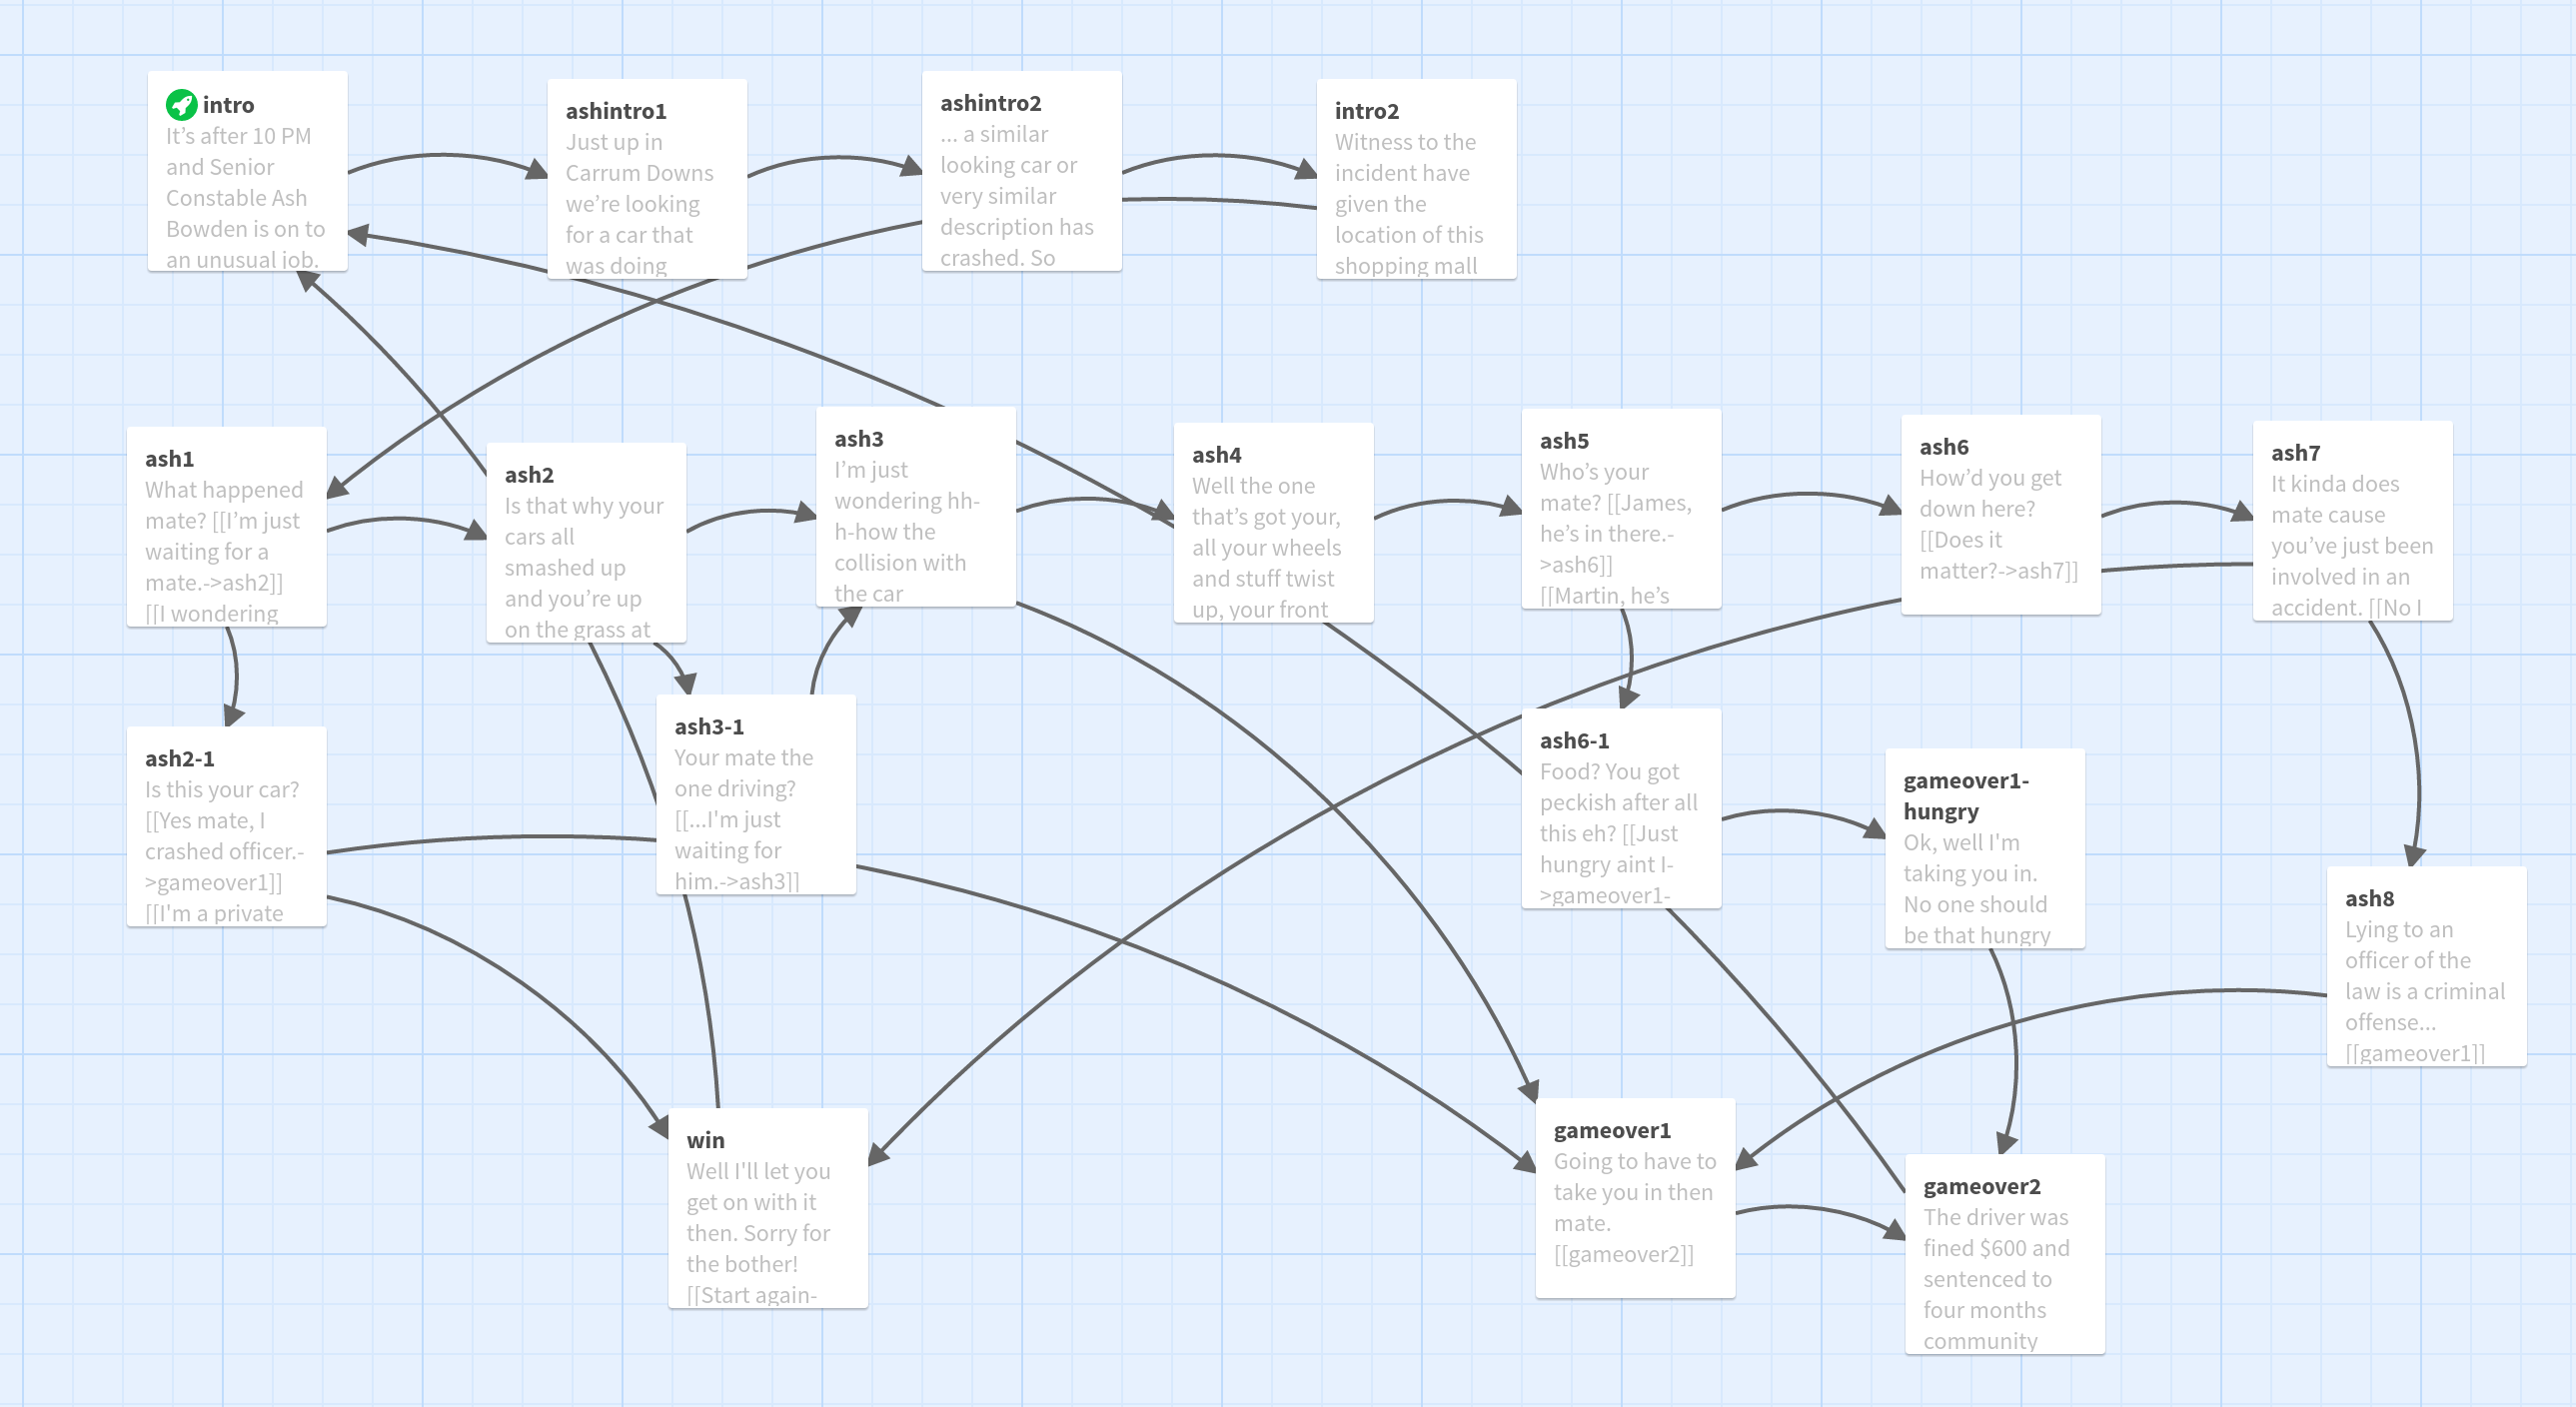 intro
It’s after 10 PM
and Senior
Constable Ash
Bowden is on to
an unusual job.
ashintro1
Just up in
Carrum Downs
we’re looking
for a car that
was doing
ashintro2
... a similar
looking car or
very similar
description has
crashed. So
intro2
Witness to the
incident have
given the
location of this
shopping mall
ash1
What happened
mate? [[I’m just
waiting for a
mate.->ash2]]
[[I wondering
ash2
Is that why your
cars all
smashed up
and you’re up
on the grass at
ash3
I’m just
wondering hh-
h-how the
collision with
the car
ash4
Well the one
that’s got your,
all your wheels
and stuff twist
up, your front
ash5
Who’s your
mate? [[James,
he’s in there.-
>ash6]]
[[Martin, he’s
ash6
How’d you get
down here?
[[Does it
matter?->ash7]]
ash7
It kinda does
mate cause
you’ve just been
involved in an
accident. [[No I
ash2-1
Is this your car?
[[Yes mate, I
crashed officer.-
>gameover1]]
[[I'm a private
ash3-1
Your mate the
one driving?
[[...I'm just
waiting for
him.->ash3]]
ash6-1
Food? You got
peckish after all
this eh? [[Just
hungry aint I-
>gameover1-
gameover1-
hungry
Ok, well I'm
taking you in.
No one should
be that hungry
ash8
Lying to an
officer of the
law is a criminal
offense...
[[gameover1]]
win
Well I'll let you
get on with it
then. Sorry for
the bother!
[[Start again-
gameover1
Going to have to
take you in then
mate.
[[gameover2]]
gameover2
The driver was
fined $600 and
sentenced to
four months
community